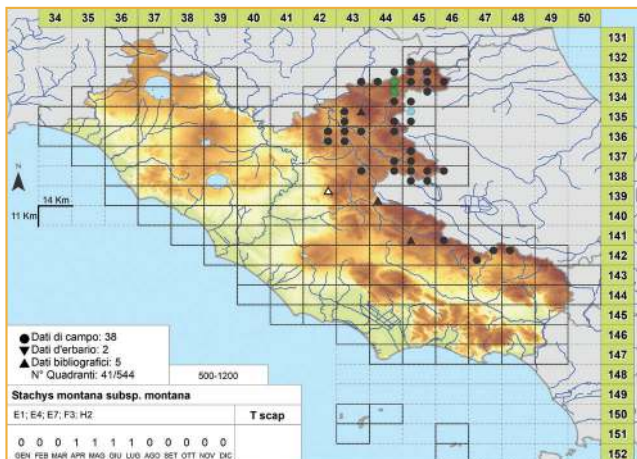 34 35 36 37 38 39 40 41 42 43 44 45 46 47 48 49 50
131
132
133
134
135
136
137
138
139
140
141
142
143
144
145
146
147
148
149
150
151
152
N
14 Km
11 Km
Dati di campo: 38
Dati d'erbario: 2
Dati bibliografici: 5
N° Quadranti: 41/544 500-1200
Stachys montana subsp. montana
E1; E4; E7; F3; H2 T scap
0 0 0 1 1 1 1 0 0 0 0 0
GEN FEB MAR APR MAG GIU LUG AGO SET OTT NOV DIC